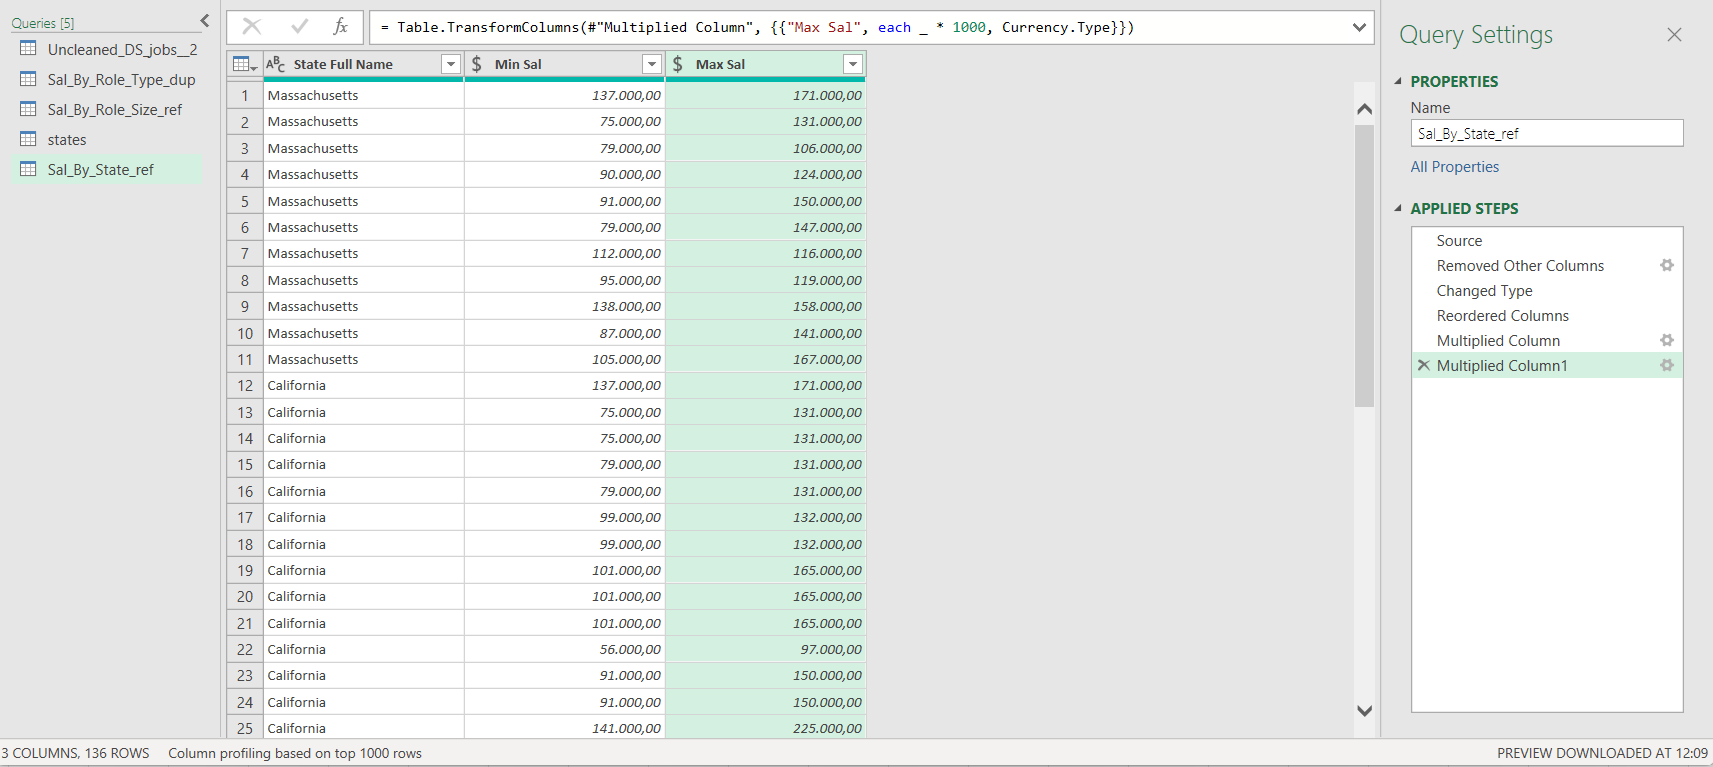 Queries [5]
Uncleaned_DS_jobs__2
Sal_By_Role_Type_dup
Sal_By_Role_Size_ref
states
Sal_By_State_ref
fx
= Table.TransformColumns(#"Multiplied Column", {{"Max Sal", each _ * 1000, Currency.Type}})
ABC State Full Name $ Min Sal $ Max Sal
1 Massachusetts 137.000,00 171.000,00
2 Massachusetts 75.000,00 131.000,00
3 Massachusetts 79.000,00 106.000,00
4 Massachusetts 90.000,00 124.000,00
5 Massachusetts 91.000,00 150.000,00
6 Massachusetts 79.000,00 147.000,00
7 Massachusetts 112.000,00 116.000,00
8 Massachusetts 95.000,00 119.000,00
9 Massachusetts 138.000,00 158.000,00
10 Massachusetts 87.000,00 141.000,00
11 Massachusetts 105.000,00 167.000,00
12 California 137.000,00 171.000,00
13 California 75.000,00 131.000,00
14 California 75.000,00 131.000,00
15 California 79.000,00 131.000,00
16 California 79.000,00 131.000,00
17 California 99.000,00 132.000,00
18 California 99.000,00 132.000,00
19 California 101.000,00 165.000,00
20 California 101.000,00 165.000,00
21 California 101.000,00 165.000,00
22 California 56.000,00 97.000,00
23 California 91.000,00 150.000,00
24 California 91.000,00 150.000,00
25 California 141.000,00 225.000,00
Query Settings
PROPERTIES
Name
Sal_By_State_ref
All Properties
APPLIED STEPS
Source
Removed Other Columns
Changed Type
Reordered Columns
Multiplied Column
Multiplied Column1
3 COLUMNS, 136 ROWS Column profiling based on top 1000 rows
PREVIEW DOWNLOADED AT 12:09